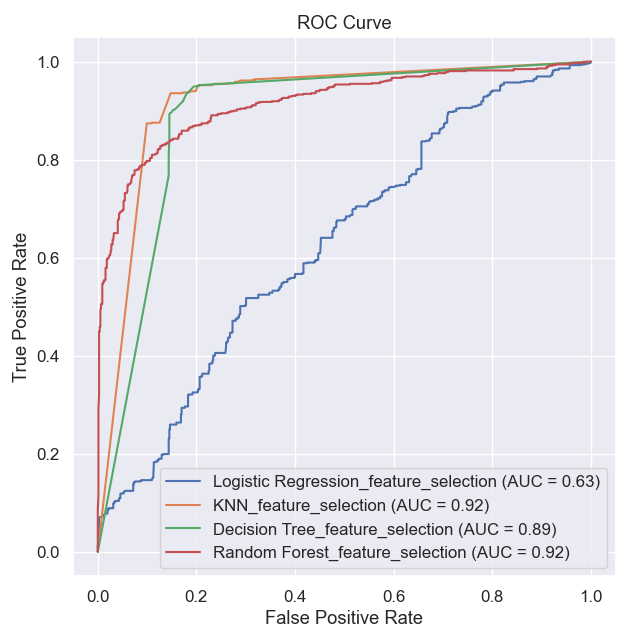 ROC Curve
1.0
0.8
0.6
0.4
0.2
0.0
True Positive Rate
Logistic Regression_feature_selection (AUC = 0.63)
KNN_feature_selection (AUC = 0.92)
Decision Tree_feature_selection (AUC = 0.89)
Random Forest_feature_selection (AUC = 0.92)
0.0 0.2 0.4 0.6 0.8 1.0
False Positive Rate